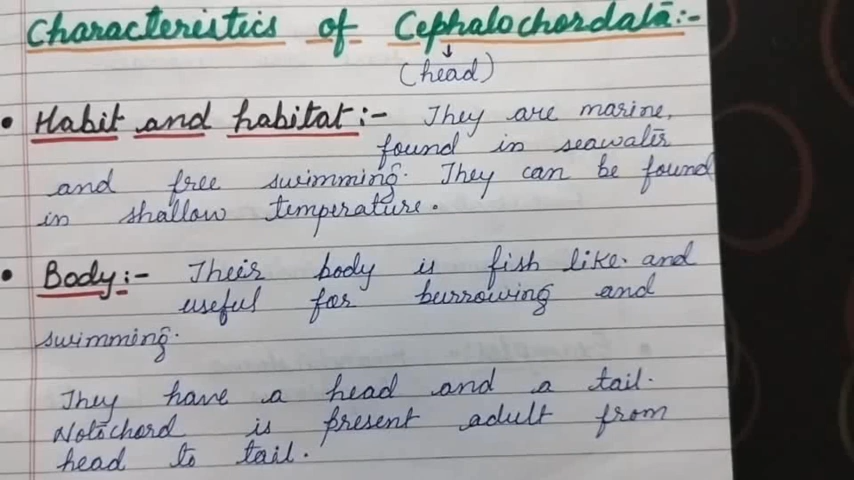 Characteristics of Cephalochordata:-
↓
(head)
• Habit and habitat:- They are marine,
found in seawater
and free swimming. They can be found
in shallow temperature.
• Body:- Their body is fish like. and
useful for burrowing and
swimming.
They have a head and a tail.
Notochord is present adult from
head to tail.